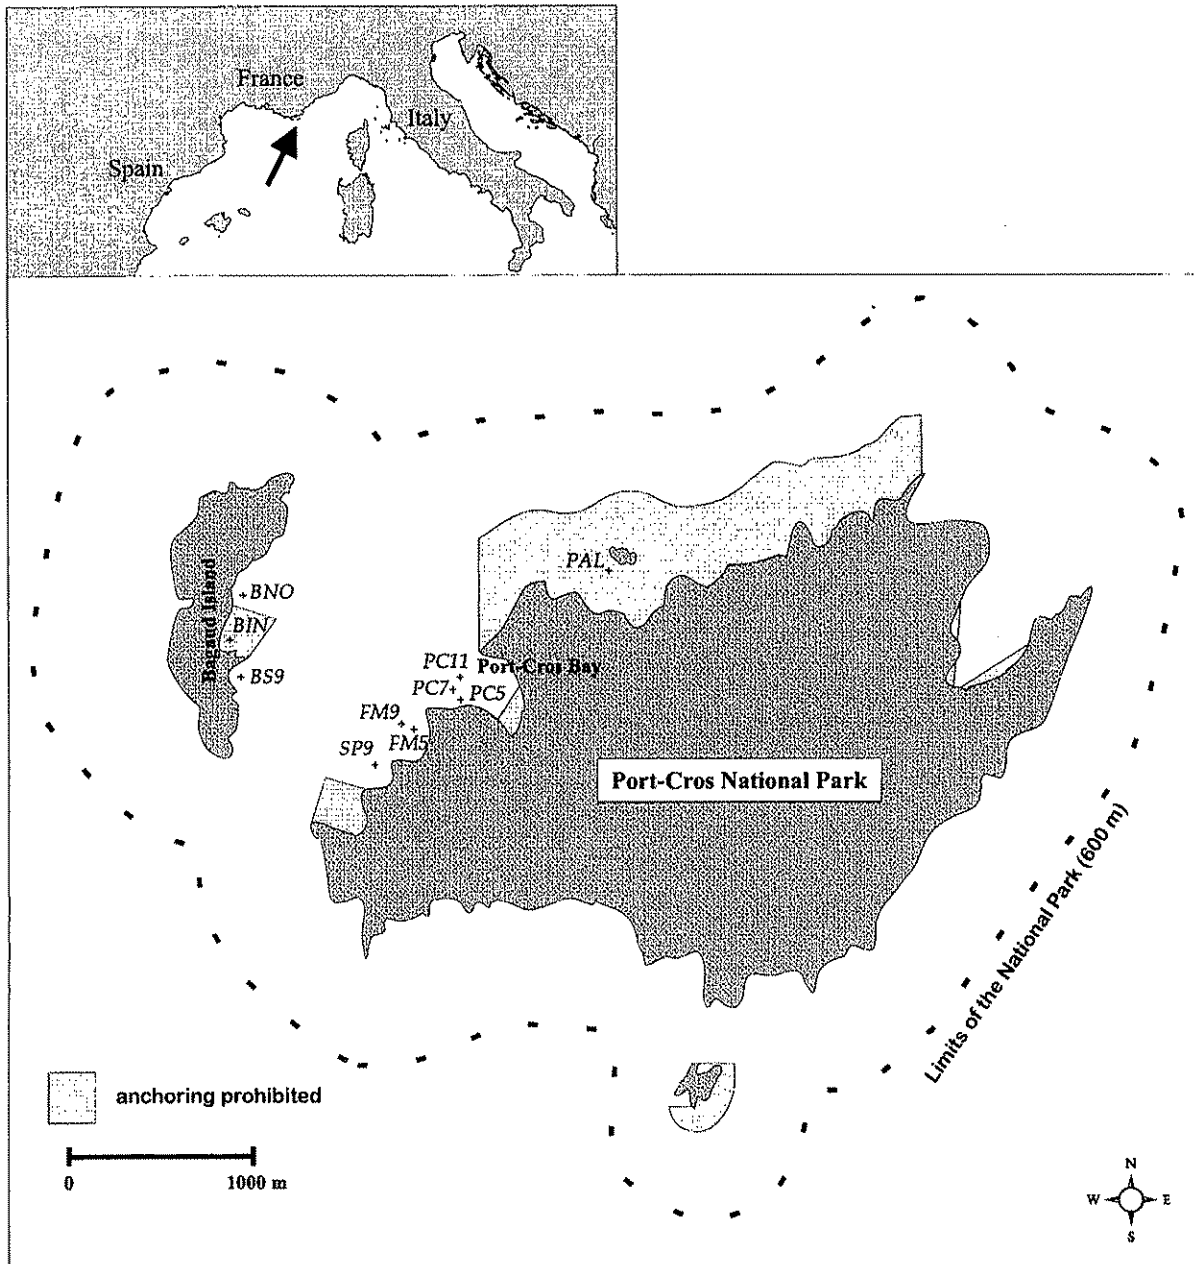 France
Italy
Spain
PAL
BNO
Bagaud Island
BIN
BS9
PC11
Port-Cros Bay
PC7
PC5
FM9
FM5
SP9
Port-Cros National Park
Limits of the National Park (600 m)
anchoring prohibited
0 1000 m
N
W E
S